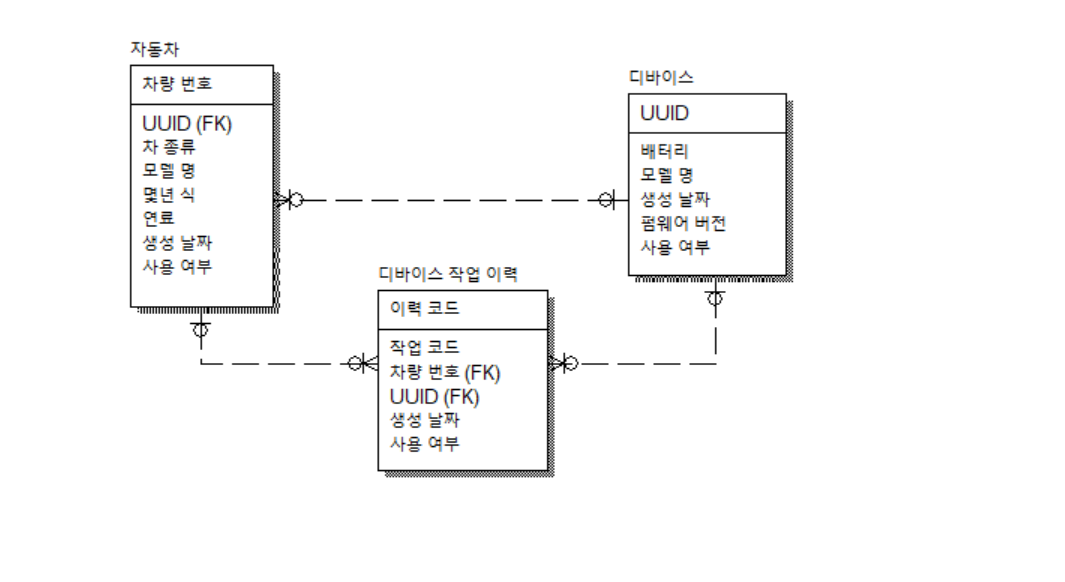 자동차
차량 번호
UUID (FK)
차 종류
모델 명
몇년 식
연료
생성 날짜
사용 여부
디바이스
UUID
배터리
모델 명
생성 날짜
펌웨어 버전
사용 여부
디바이스 작업 이력
이력 코드
작업 코드
차량 번호 (FK)
UUID (FK)
생성 날짜
사용 여부